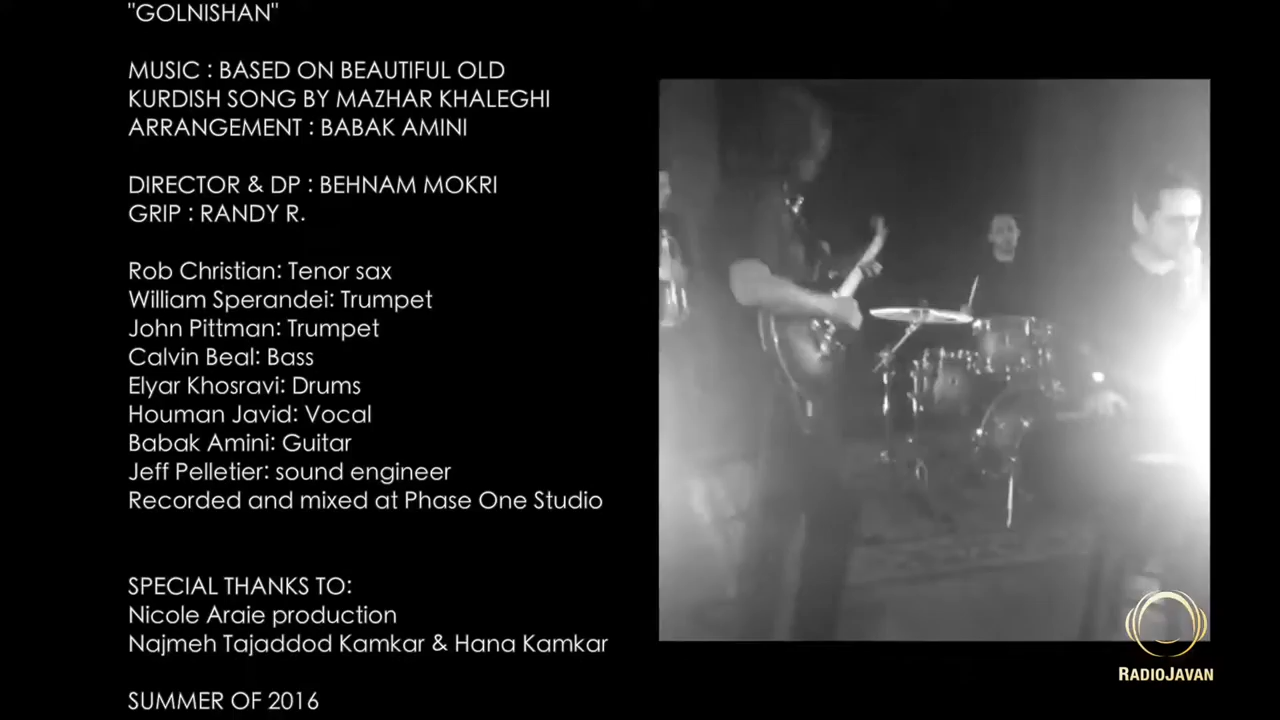 "GOLNISHAN"
MUSIC : BASED ON BEAUTIFUL OLD
KURDISH SONG BY MAZHAR KHALEGHI
ARRANGEMENT : BABAK AMINI
DIRECTOR & DP : BEHNAM MOKRI
GRIP : RANDY R.
Rob Christian: Tenor sax
William Sperandei: Trumpet
John Pittman: Trumpet
Calvin Beal: Bass
Elyar Khosravi: Drums
Houman Javid: Vocal
Babak Amini: Guitar
Jeff Pelletier: sound engineer
Recorded and mixed at Phase One Studio
SPECIAL THANKS TO:
Nicole Araie production
Najmeh Tajaddod Kamkar & Hana Kamkar
SUMMER OF 2016
RADIOJAVAN